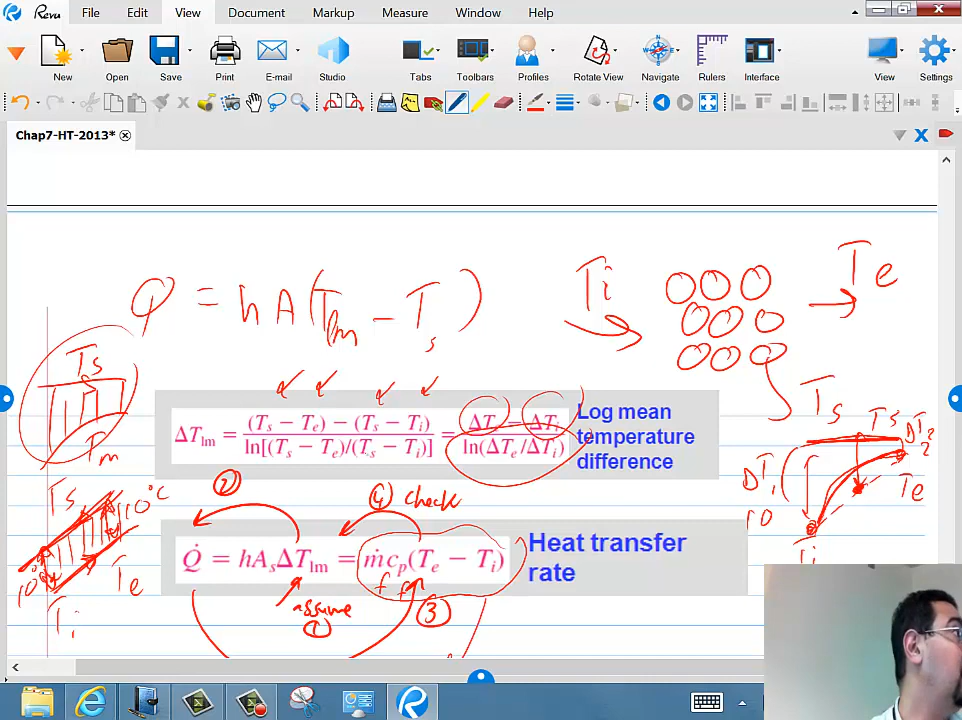 Revu File Edit View Document Markup Measure Window Help
New Open Save Print E-mail Studio Tabs Toolbars Profiles Rotate View Navigate Rulers Interface View Settings
Chap7-HT-2013*
Q = hA(Tlm - Ts)
Ti
Te
Ts
Ts
Tm
ΔTlm = (Ts − Te) − (Ts − Ti) / ln[(Ts − Te)/(Ts − Ti)] = ΔTe − ΔTi / ln(ΔTe/ΔTi)
Log mean
temperature
difference
Ts
ΔT2
ΔT1
Te
10
Ti
Ts
10°C
10°C
Te
Ti
②
④ check
Q̇ = hAsΔTlm = ṁcp(Te − Ti)
Heat transfer
rate
f
assume
①
③